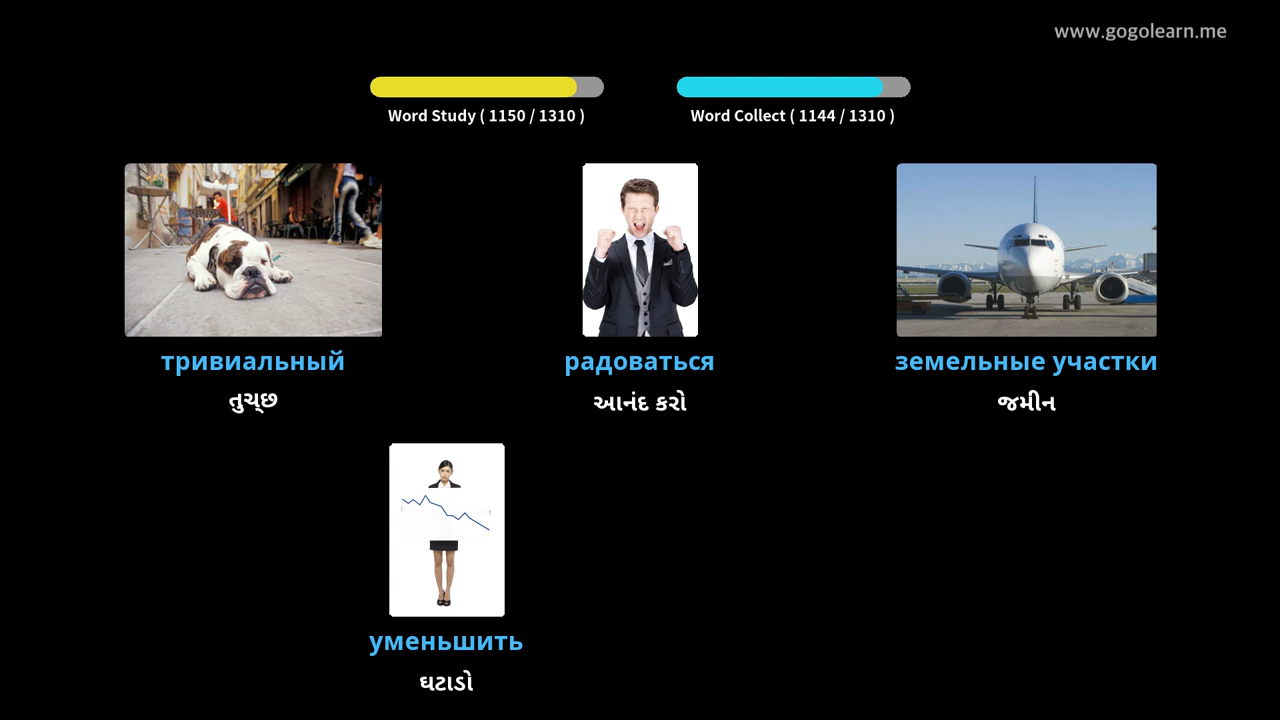 www.gogolearn.me
Word Study ( 1150 / 1310 )
Word Collect ( 1144 / 1310 )
тривиальный
તુચ્છ
радоваться
આનંદ કરો
земельные участки
જમીન
уменьшить
ઘટાડો